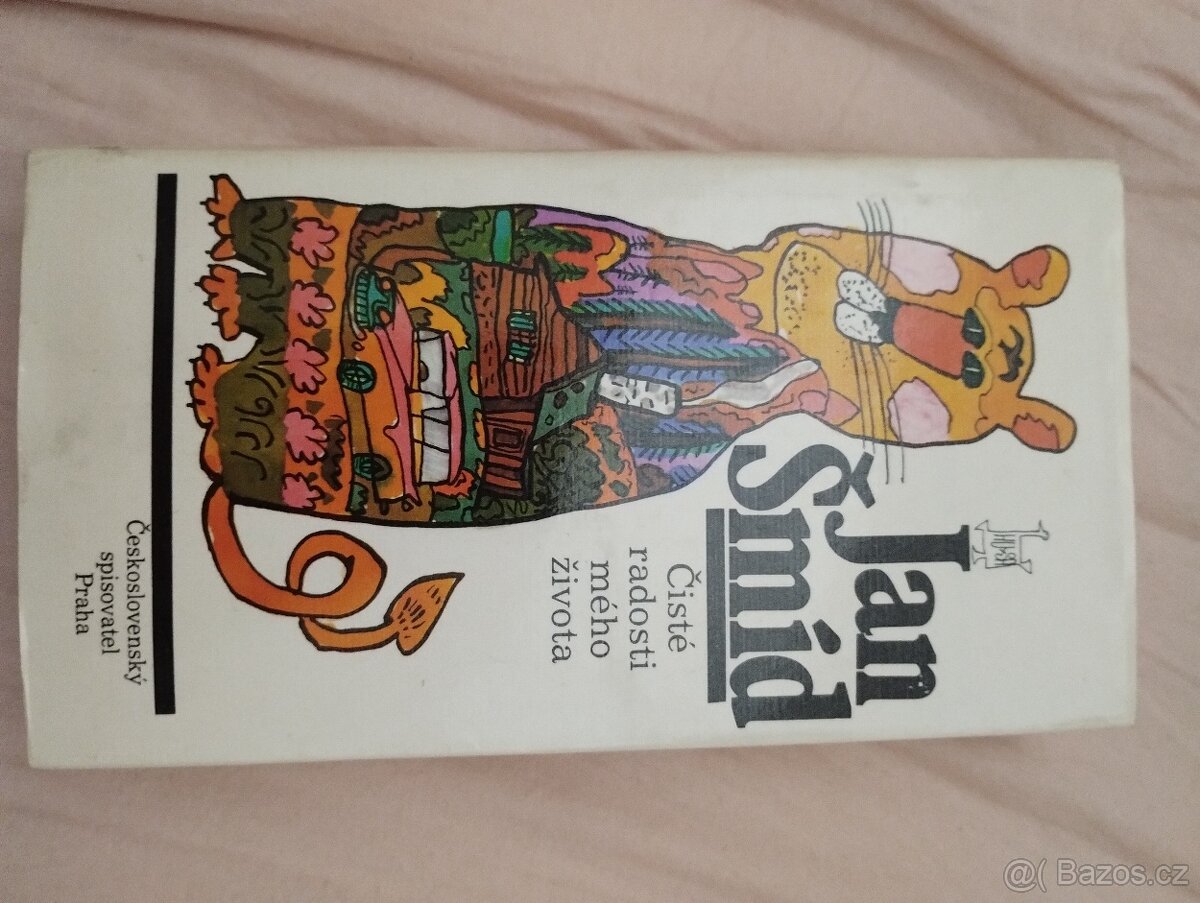 Jan
Šmíd
Čisté
radosti
mého
života
Československý
spisovatel
Praha
@( Bazos.cz